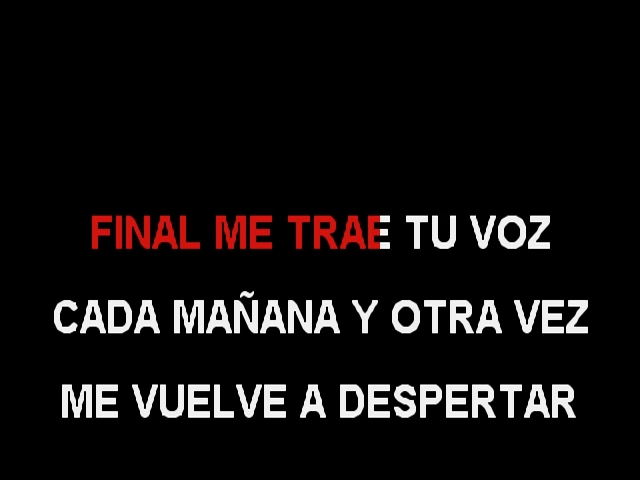 FINAL ME TRAE TU VOZ
CADA MAÑANA Y OTRA VEZ
ME VUELVE A DESPERTAR